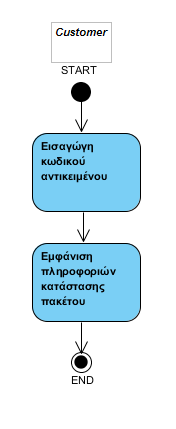 Customer
START
Εισαγωγή
κωδικού
αντικειμένου
Εμφάνιση
πληροφοριών
κατάστασης
πακέτου
END